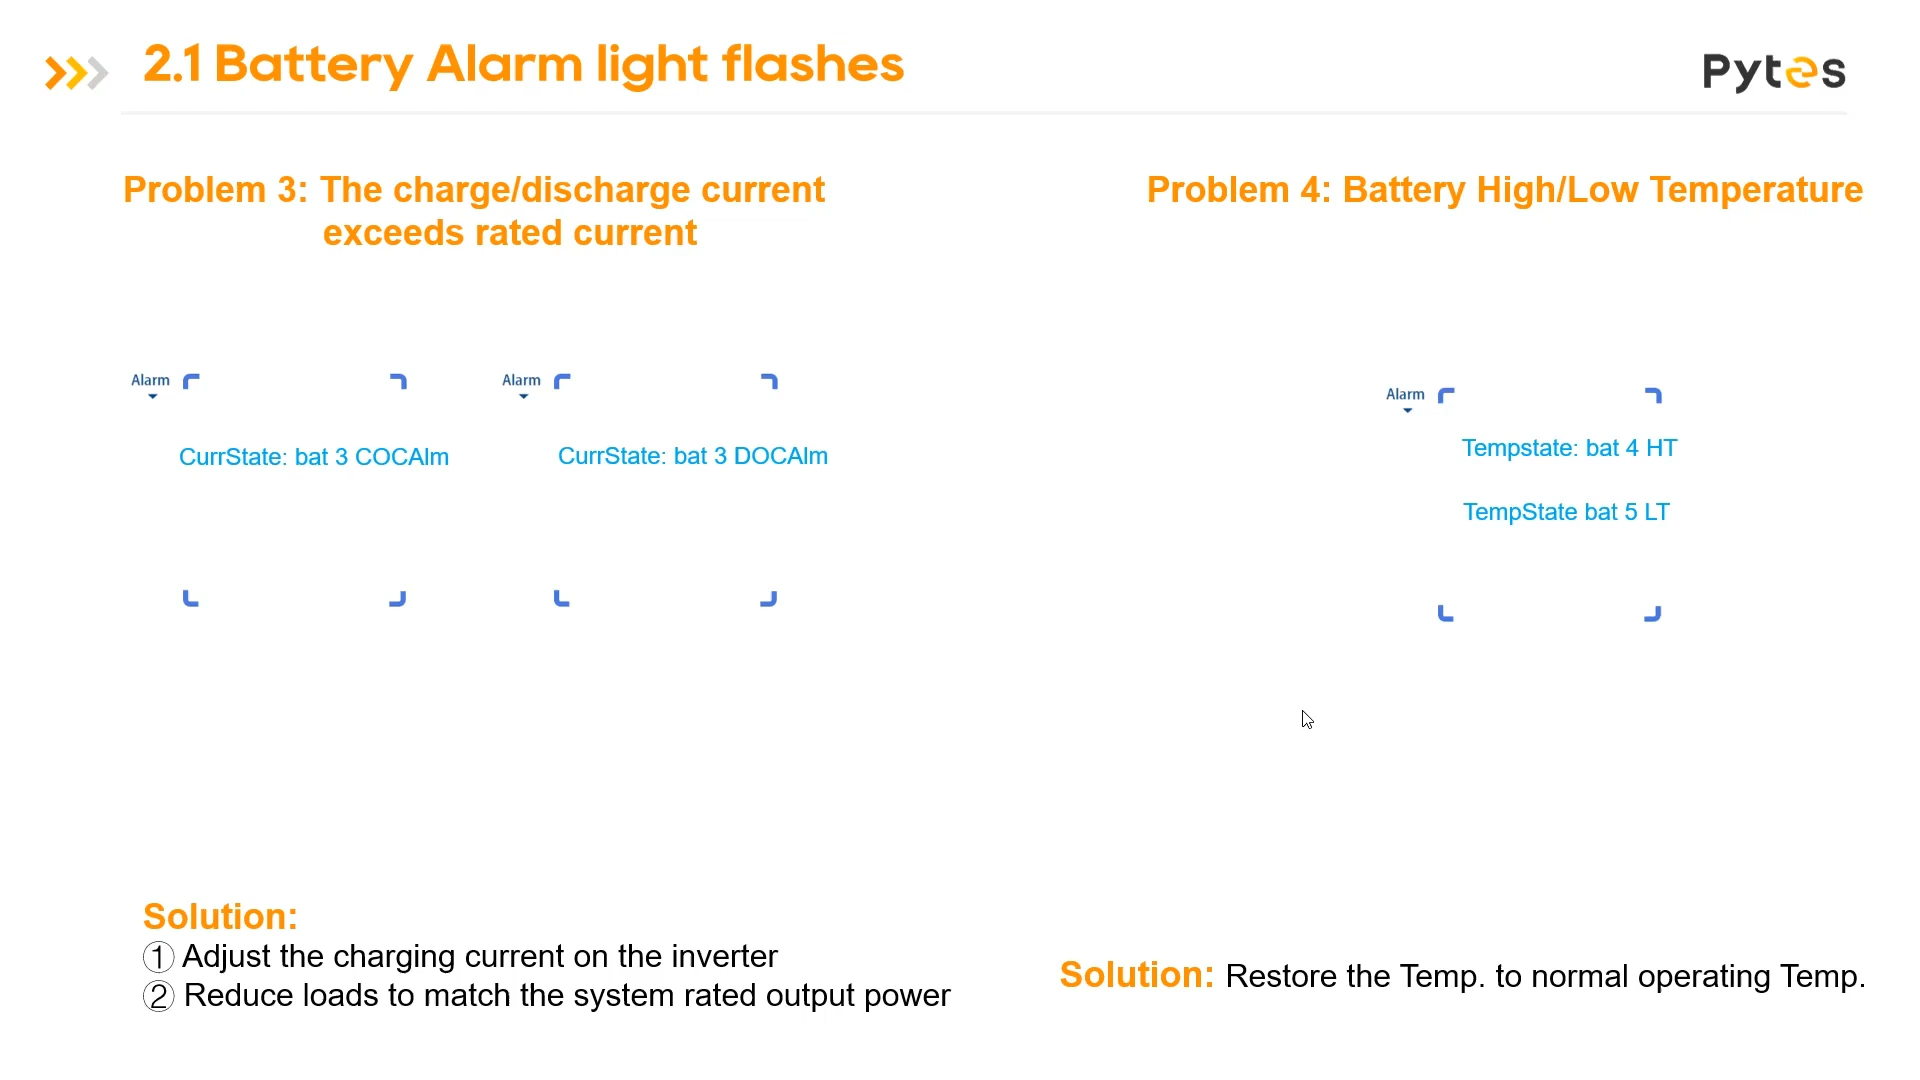 2.1 Battery Alarm light flashes
Pytes
Problem 3: The charge/discharge current
exceeds rated current
Alarm
CurrState: bat 3 COCAlm
Alarm
CurrState: bat 3 DOCAlm
Solution:
① Adjust the charging current on the inverter
② Reduce loads to match the system rated output power
Problem 4: Battery High/Low Temperature
Alarm
Tempstate: bat 4 HT
TempState bat 5 LT
Solution: Restore the Temp. to normal operating Temp.